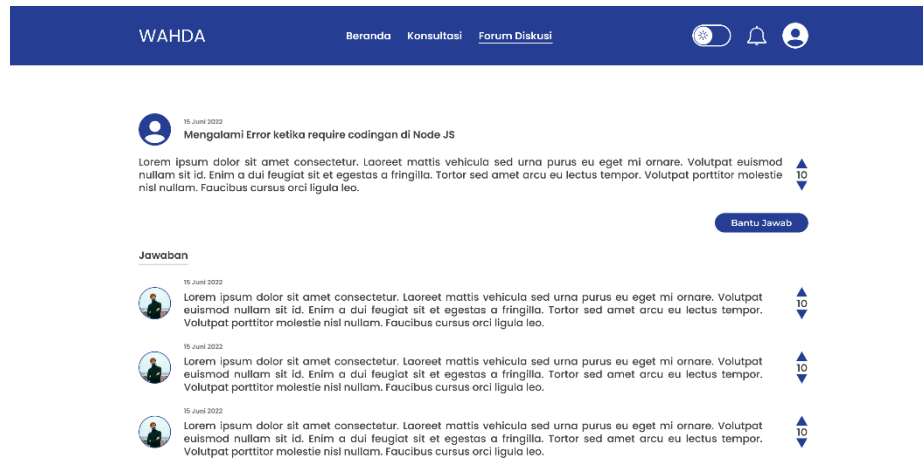 WAHDA
Beranda Konsultasi Forum Diskusi
15 Juni 2022
Mengalami Error ketika require codingan di Node JS
Lorem ipsum dolor sit amet consectetur. Laoreet mattis vehicula sed urna purus eu eget mi ornare. Volutpat euismod
nullam sit id. Enim a dui feugiat sit et egestas a fringilla. Tortor sed amet arcu eu lectus tempor. Volutpat porttitor molestie
nisl nullam. Faucibus cursus orci ligula leo.
10
Bantu Jawab
Jawaban
15 Juni 2022
Lorem ipsum dolor sit amet consectetur. Laoreet mattis vehicula sed urna purus eu eget mi ornare. Volutpat
euismod nullam sit id. Enim a dui feugiat sit et egestas a fringilla. Tortor sed amet arcu eu lectus tempor.
Volutpat porttitor molestie nisl nullam. Faucibus cursus orci ligula leo.
10
15 Juni 2022
Lorem ipsum dolor sit amet consectetur. Laoreet mattis vehicula sed urna purus eu eget mi ornare. Volutpat
euismod nullam sit id. Enim a dui feugiat sit et egestas a fringilla. Tortor sed amet arcu eu lectus tempor.
Volutpat porttitor molestie nisl nullam. Faucibus cursus orci ligula leo.
10
15 Juni 2022
Lorem ipsum dolor sit amet consectetur. Laoreet mattis vehicula sed urna purus eu eget mi ornare. Volutpat
euismod nullam sit id. Enim a dui feugiat sit et egestas a fringilla. Tortor sed amet arcu eu lectus tempor.
Volutpat porttitor molestie nisl nullam. Faucibus cursus orci ligula leo.
10